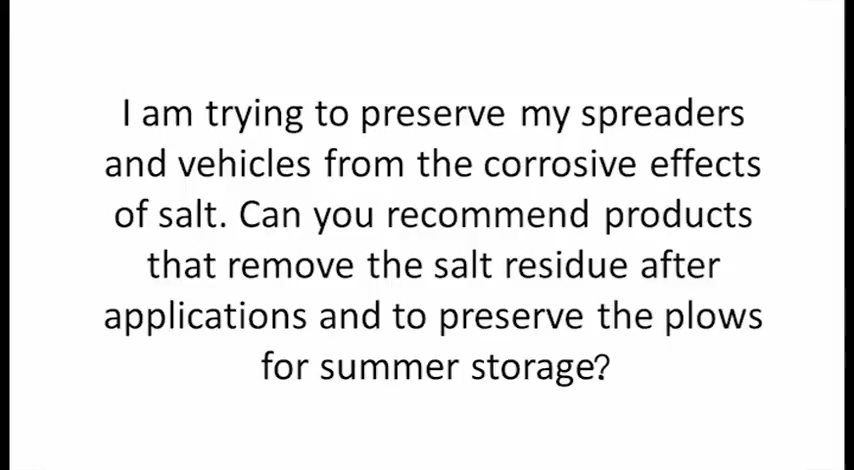 I am trying to preserve my spreaders
and vehicles from the corrosive effects
of salt. Can you recommend products
that remove the salt residue after
applications and to preserve the plows
for summer storage?